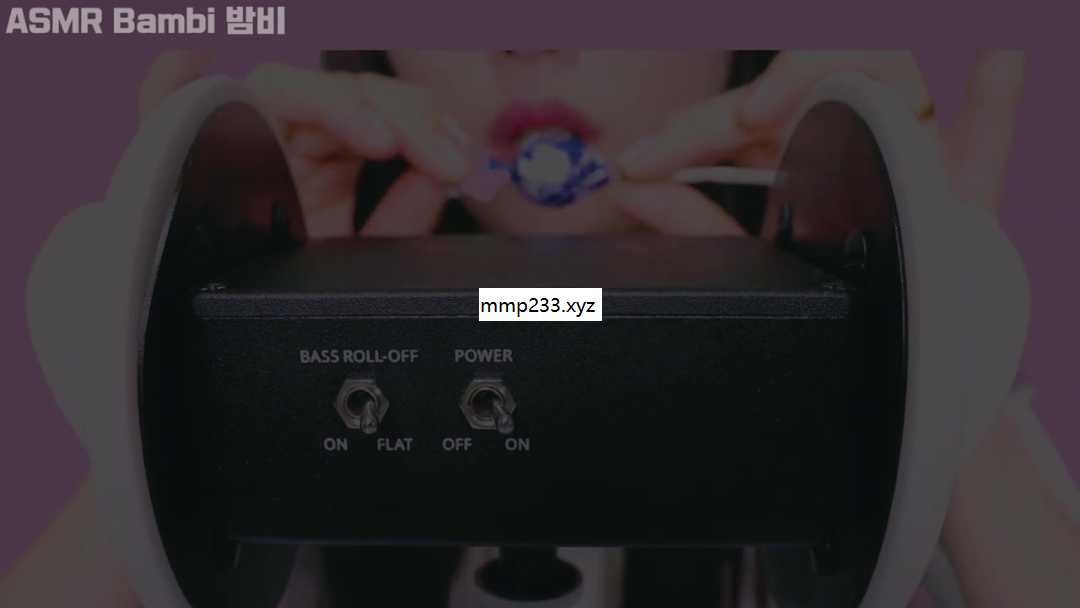 ASMR Bambi 밤비
mmp233.xyz
BASS ROLL-OFF POWER
ON FLAT OFF ON